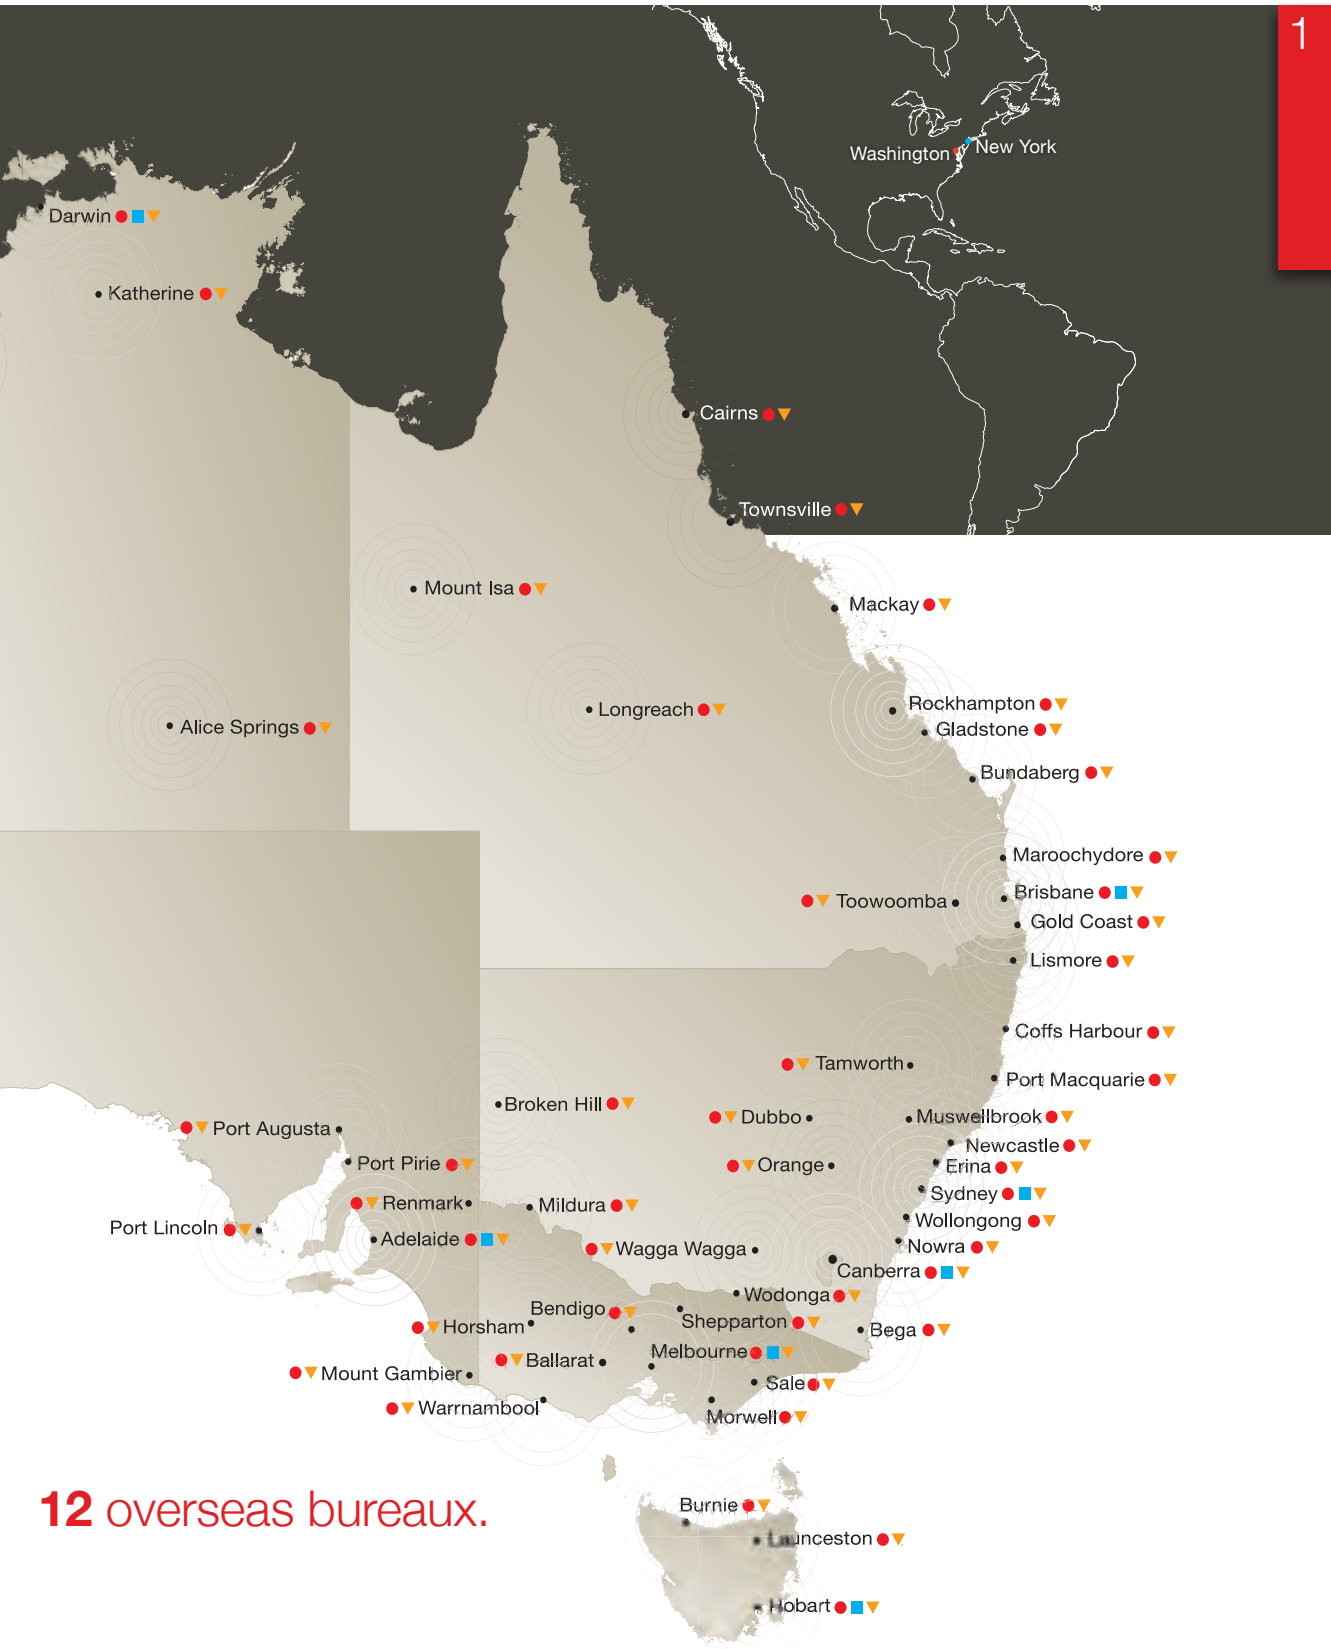 1
Washington
New York
Darwin
Katherine
Cairns
Townsville
Mount Isa
Mackay
Longreach
Rockhampton
Alice Springs
Gladstone
Bundaberg
Maroochydore
Brisbane
Toowoomba
Gold Coast
Lismore
Coffs Harbour
Tamworth
Port Macquarie
Broken Hill
Dubbo
Muswellbrook
Port Augusta
Newcastle
Port Pirie
Orange
Erina
Sydney
Renmark
Mildura
Wollongong
Port Lincoln
Adelaide
Wagga Wagga
Nowra
Canberra
Wodonga
Bendigo
Shepparton
Horsham
Bega
Melbourne
Ballarat
Mount Gambier
Sale
Warrnambool
Morwell
12 overseas bureaux.
Burnie
Launceston
Hobart